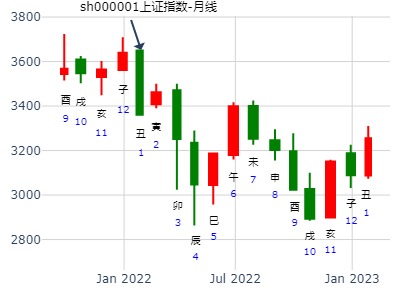 sh000001上证指数-月线
3800
3600
3400
3200
3000
2800
酉
9
戌
10
亥
11
子
12
丑
1
寅
2
卯
3
辰
4
巳
5
午
6
未
7
申
8
酉
9
戌
10
亥
11
子
12
丑
1
Jan 2022
Jul 2022
Jan 2023